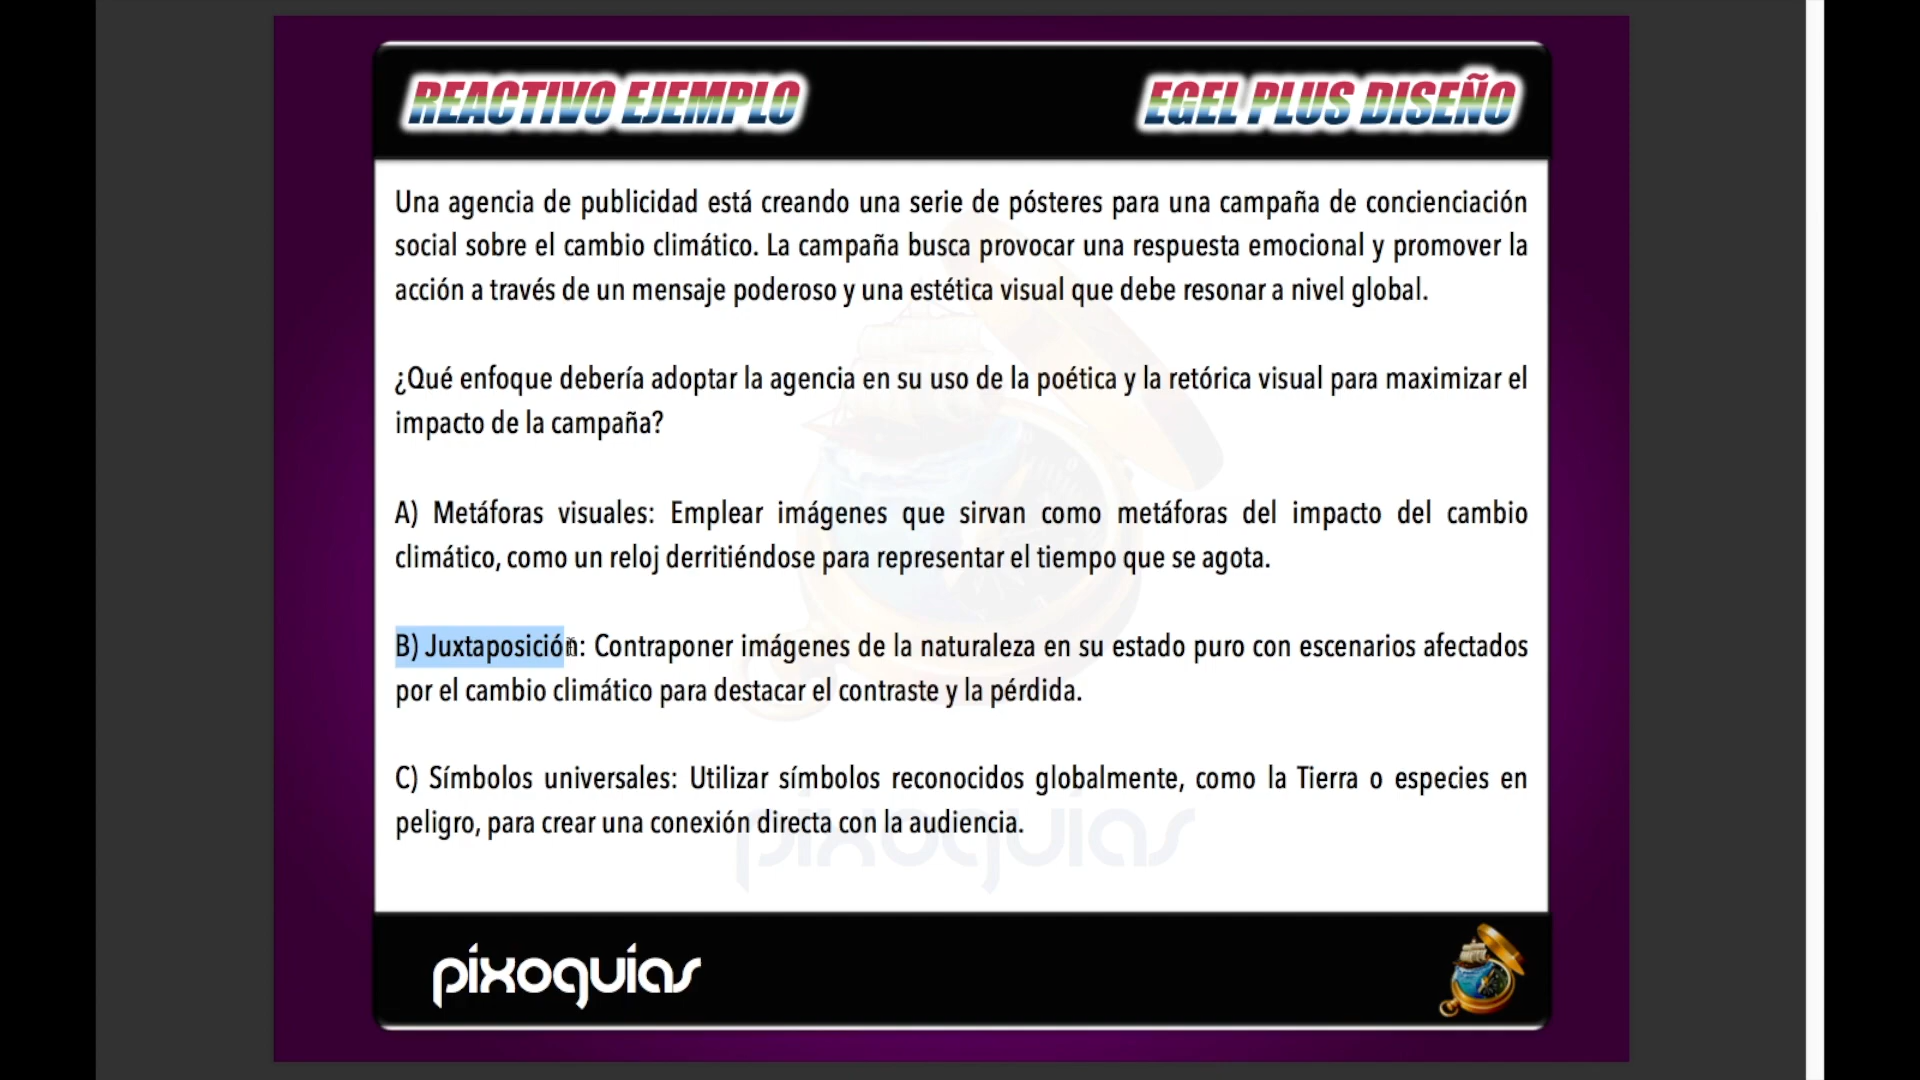 REACTIVO EJEMPLO
EGEL PLUS DISEÑO
Una agencia de publicidad está creando una serie de pósteres para una campaña de concienciación
social sobre el cambio climático. La campaña busca provocar una respuesta emocional y promover la
acción a través de un mensaje poderoso y una estética visual que debe resonar a nivel global.
¿Qué enfoque debería adoptar la agencia en su uso de la poética y la retórica visual para maximizar el
impacto de la campaña?
A) Metáforas visuales: Emplear imágenes que sirvan como metáforas del impacto del cambio
climático, como un reloj derritiéndose para representar el tiempo que se agota.
B) Juxtaposición: Contraponer imágenes de la naturaleza en su estado puro con escenarios afectados
por el cambio climático para destacar el contraste y la pérdida.
C) Símbolos universales: Utilizar símbolos reconocidos globalmente, como la Tierra o especies en
peligro, para crear una conexión directa con la audiencia.
pixoguías
pixoguías